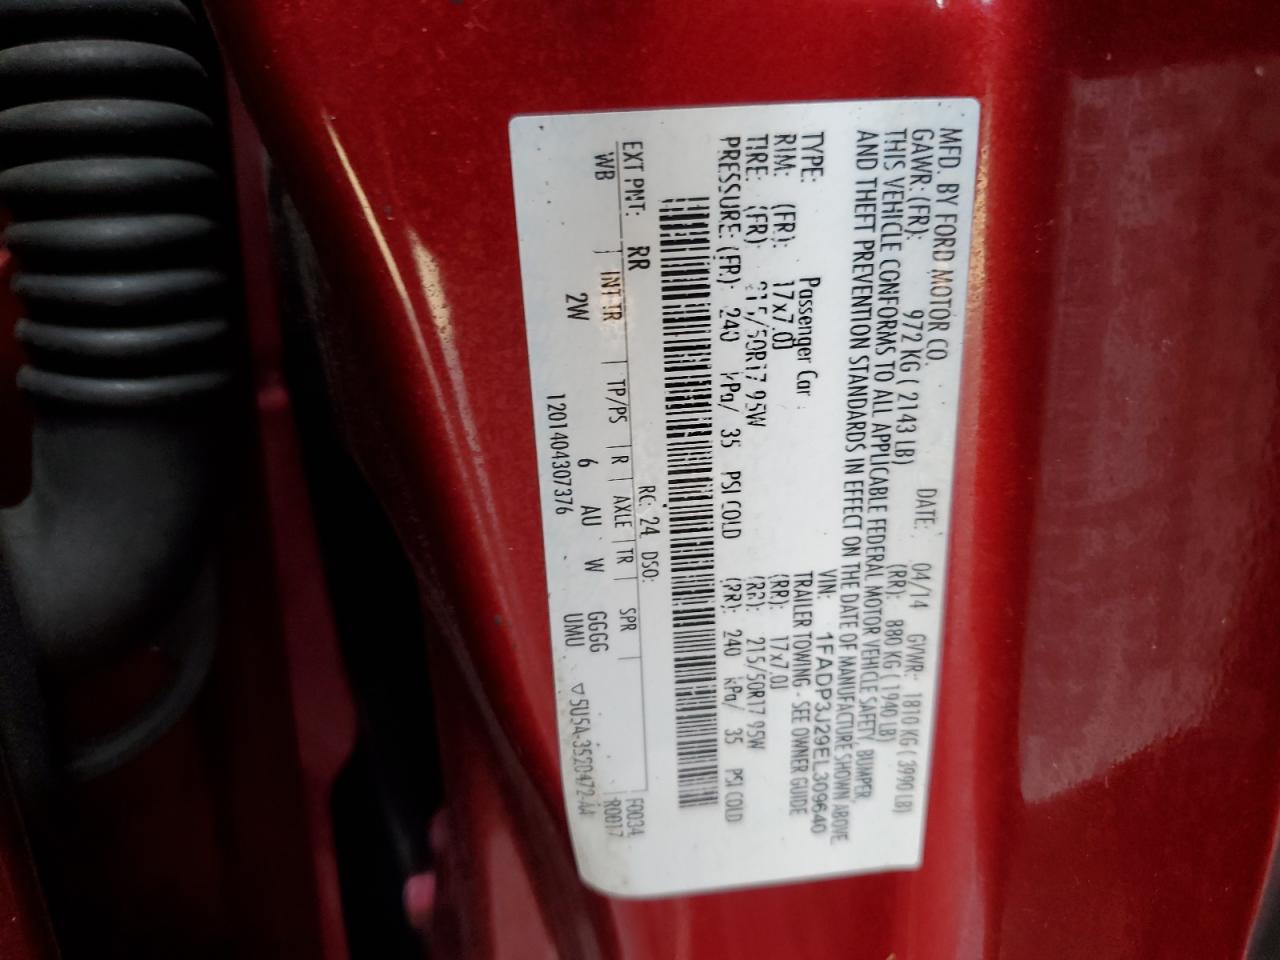 MFD. BY FORD MOTOR CO.
DATE: 04/14 GVWR: 1810 KG ( 3990 LB)
GAWR: (FR): 972 KG ( 2143 LB) (RR): 880 KG ( 1940 LB)
THIS VEHICLE CONFORMS TO ALL APPLICABLE FEDERAL MOTOR VEHICLE SAFETY, BUMPER,
AND THEFT PREVENTION STANDARDS IN EFFECT ON THE DATE OF MANUFACTURE SHOWN ABOVE
VIN: 1FADP3J29EL309640
TYPE: Passenger Car TRAILER TOWING - SEE OWNER GUIDE
RIM: (FR): 17x7.0J (RR): 17x7.0J
TIRE: (FR): 215/50R17 95W (RR): 215/50R17 95W
PRESSURE: (FR): 240 kPa/ 35 PSI COLD (RR): 240 kPa/ 35 PSI COLD
EXT PNT: RR RC: 24 DSO: F0034
WB INT TR TP/PS R AXLE TR SPR R0017
2W 6 AU W GGGG
UMU
1201404307376 5U5A-3520472-AA